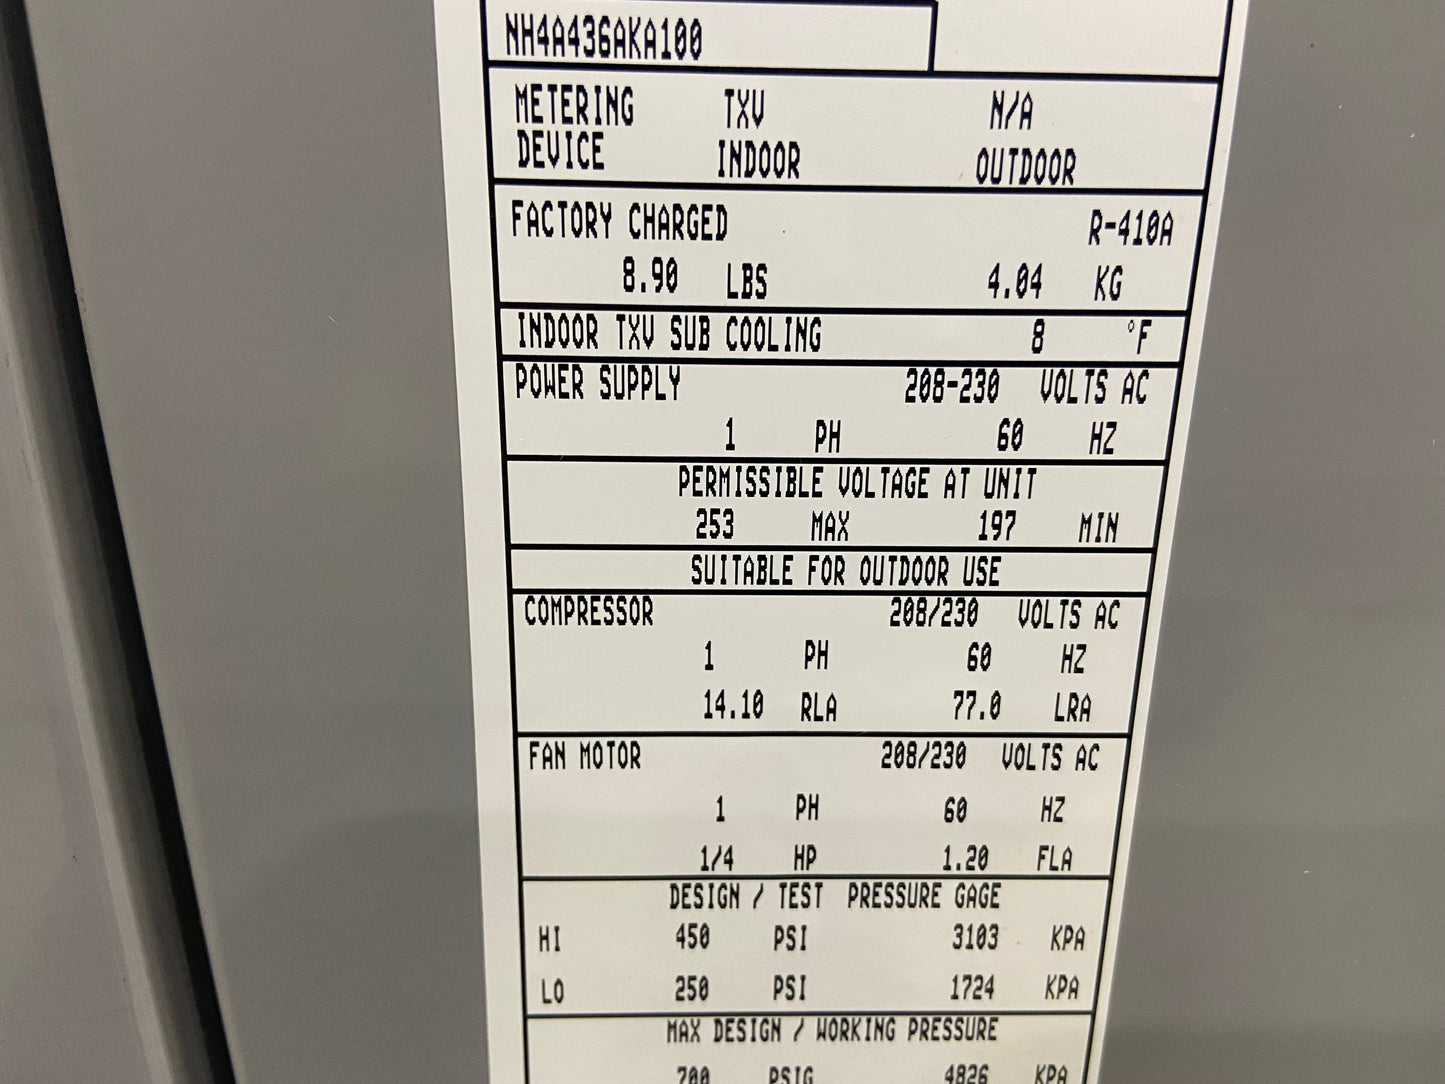 NH4A436AKA100
METERING TXV N/A
DEVICE INDOOR OUTDOOR
FACTORY CHARGED R-410A
8.90 LBS 4.04 KG
INDOOR TXV SUB COOLING 8 °F
POWER SUPPLY 208-230 VOLTS AC
1 PH 60 HZ
PERMISSIBLE VOLTAGE AT UNIT
253 MAX 197 MIN
SUITABLE FOR OUTDOOR USE
COMPRESSOR 208/230 VOLTS AC
1 PH 60 HZ
14.10 RLA 77.0 LRA
FAN MOTOR 208/230 VOLTS AC
1 PH 60 HZ
1/4 HP 1.20 FLA
DESIGN / TEST PRESSURE GAGE
HI 450 PSI 3103 KPA
LO 250 PSI 1724 KPA
MAX DESIGN / WORKING PRESSURE
700 PSIG 4826 KPA